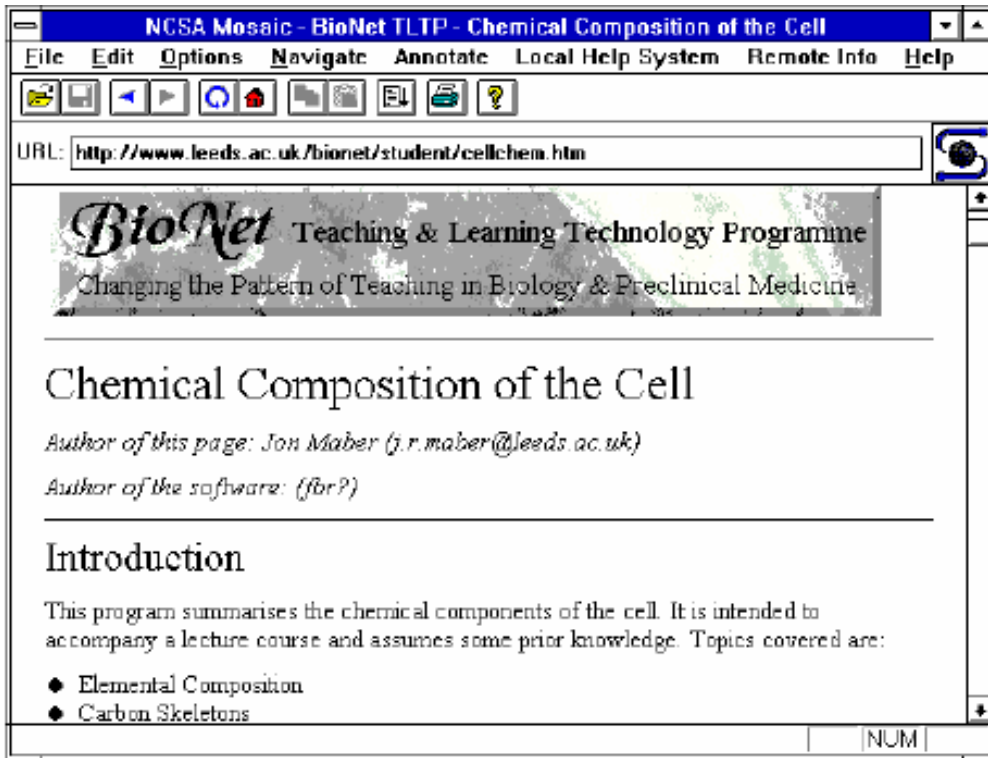 NCSA Mosaic - BioNet TLTP - Chemical Composition of the Cell
File Edit Options Navigate Annotate Local Help System Remote Info Help
URL: http://www.leeds.ac.uk/bionet/student/cellchem.htm
BioNet Teaching & Learning Technology Programme
Changing the Pattern of Teaching in Biology & Preclinical Medicine
Chemical Composition of the Cell
Author of this page: Jon Maber (j.r.maber@leeds.ac.uk)
Author of the software: (fbr?)
Introduction
This program summarises the chemical components of the cell. It is intended to
accompany a lecture course and assumes some prior knowledge. Topics covered are:
Elemental Composition
Carbon Skeletons
NUM